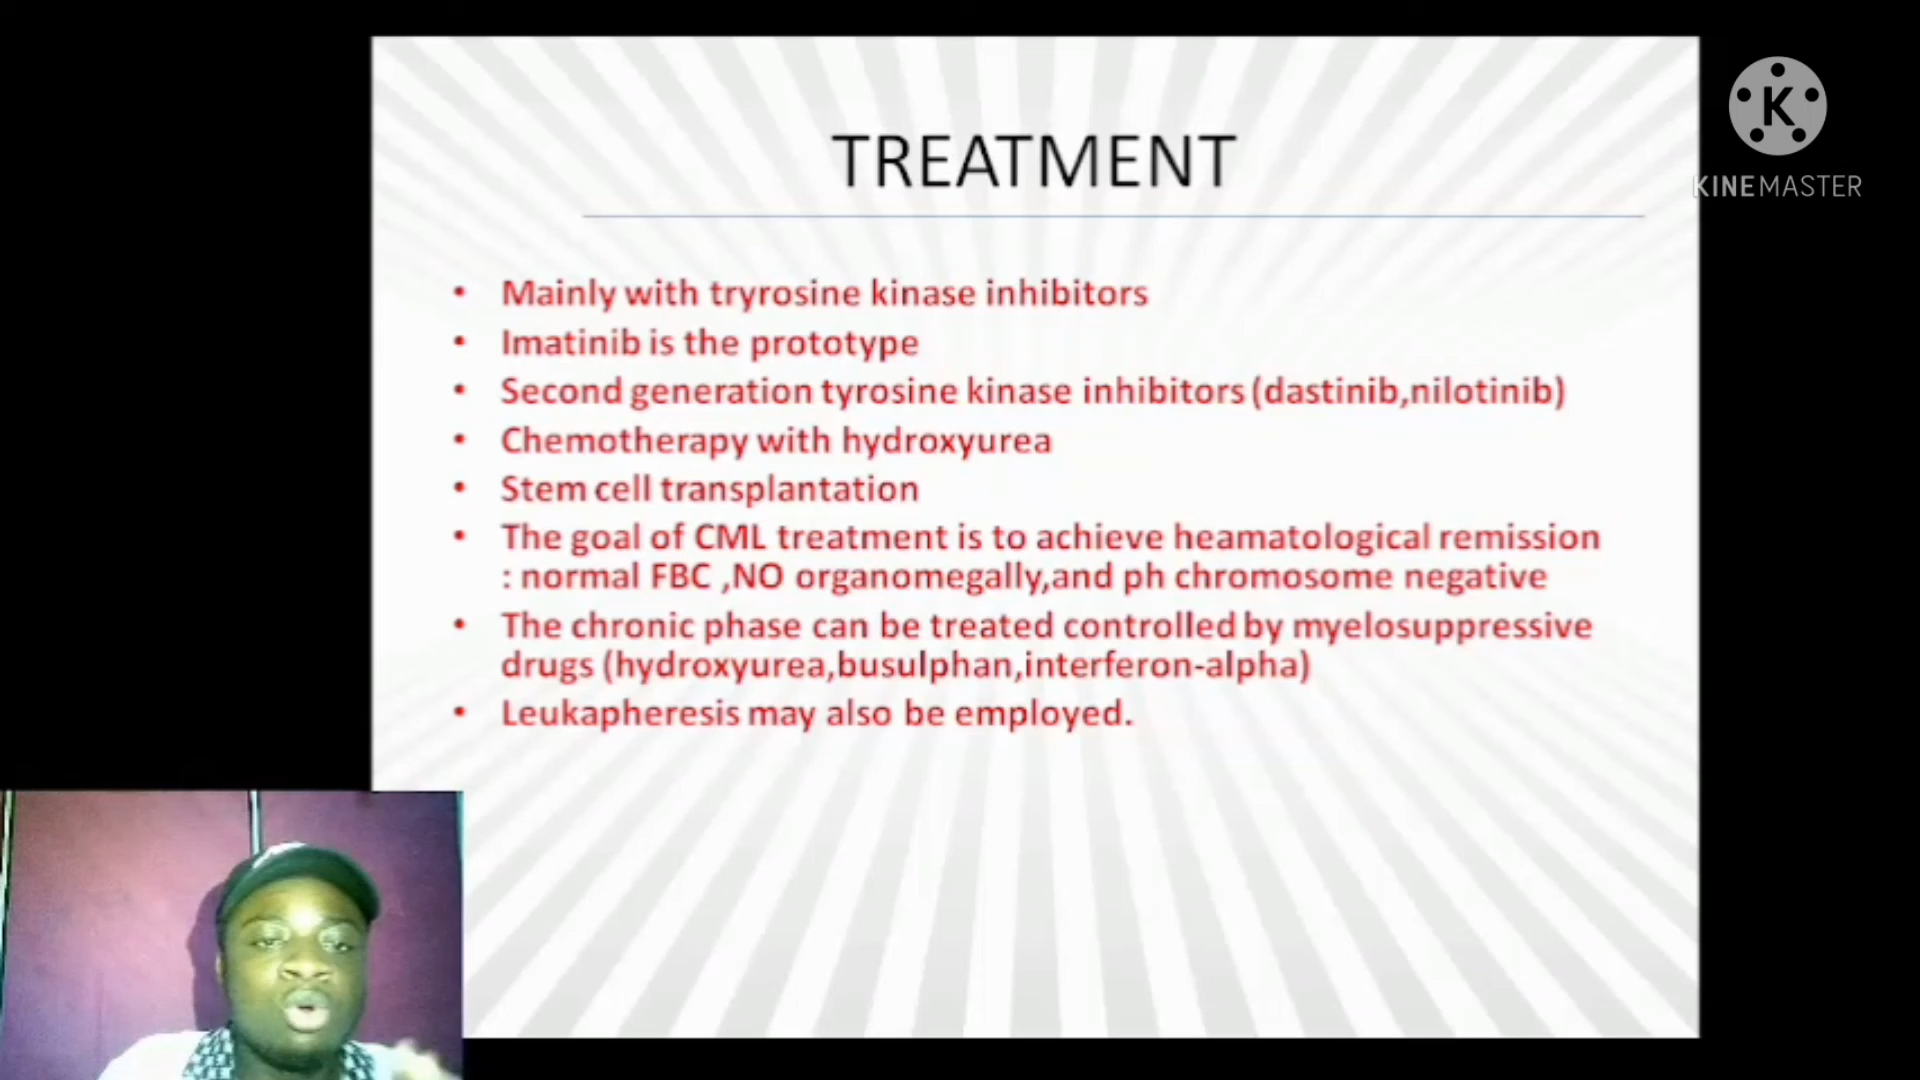 TREATMENT
K
KINEMASTER
• Mainly with tryrosine kinase inhibitors
• Imatinib is the prototype
• Second generation tyrosine kinase inhibitors (dastinib,nilotinib)
• Chemotherapy with hydroxyurea
• Stem cell transplantation
• The goal of CML treatment is to achieve heamatological remission
: normal FBC ,NO organomegally,and ph chromosome negative
• The chronic phase can be treated controlled by myelosuppressive
drugs (hydroxyurea,busulphan,interferon-alpha)
• Leukapheresis may also be employed.